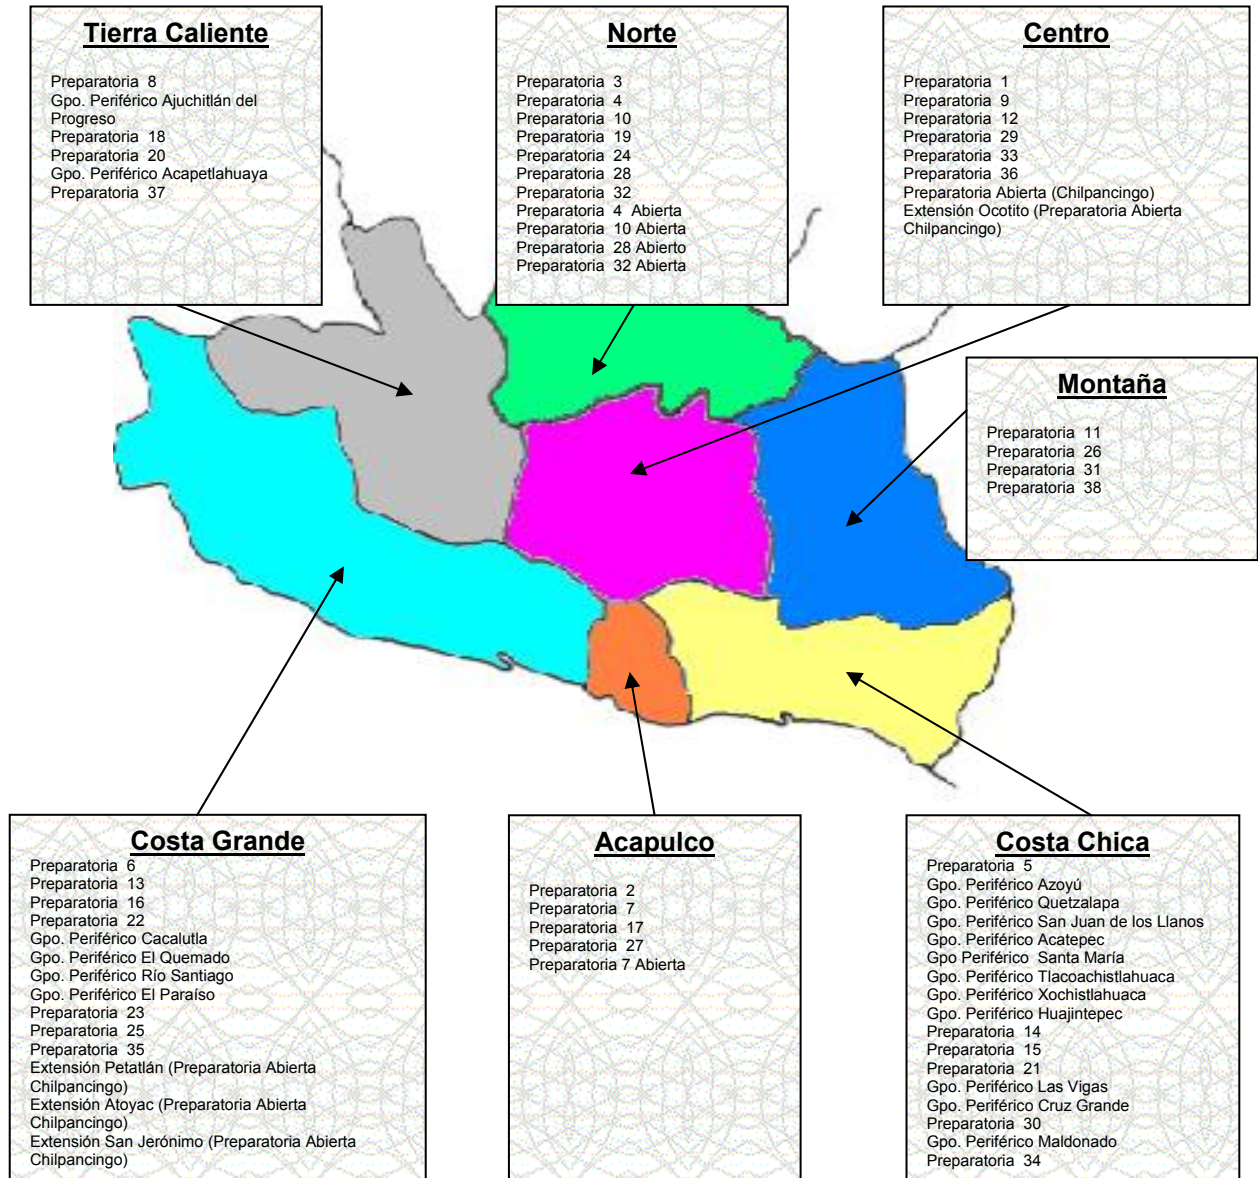 Tierra Caliente
Preparatoria 8
Gpo. Periférico Ajuchitlán del
Progreso
Preparatoria 18
Preparatoria 20
Gpo. Periférico Acapetlahuaya
Preparatoria 37
Norte
Preparatoria 3
Preparatoria 4
Preparatoria 10
Preparatoria 19
Preparatoria 24
Preparatoria 28
Preparatoria 32
Preparatoria 4 Abierta
Preparatoria 10 Abierta
Preparatoria 28 Abierto
Preparatoria 32 Abierta
Centro
Preparatoria 1
Preparatoria 9
Preparatoria 12
Preparatoria 29
Preparatoria 33
Preparatoria 36
Preparatoria Abierta (Chilpancingo)
Extensión Ocotito (Preparatoria Abierta
Chilpancingo)
Montaña
Preparatoria 11
Preparatoria 26
Preparatoria 31
Preparatoria 38
Costa Grande
Preparatoria 6
Preparatoria 13
Preparatoria 16
Preparatoria 22
Gpo. Periférico Cacalutla
Gpo. Periférico El Quemado
Gpo. Periférico Río Santiago
Gpo. Periférico El Paraíso
Preparatoria 23
Preparatoria 25
Preparatoria 35
Extensión Petatlán (Preparatoria Abierta
Chilpancingo)
Extensión Atoyac (Preparatoria Abierta
Chilpancingo)
Extensión San Jerónimo (Preparatoria Abierta
Chilpancingo)
Acapulco
Preparatoria 2
Preparatoria 7
Preparatoria 17
Preparatoria 27
Preparatoria 7 Abierta
Costa Chica
Preparatoria 5
Gpo. Periférico Azoyú
Gpo. Periférico Quetzalapa
Gpo. Periférico San Juan de los Llanos
Gpo. Periférico Acatepec
Gpo Periférico Santa María
Gpo. Periférico Tlacoachistlahuaca
Gpo. Periférico Xochistlahuaca
Gpo. Periférico Huajintepec
Preparatoria 14
Preparatoria 15
Preparatoria 21
Gpo. Periférico Las Vigas
Gpo. Periférico Cruz Grande
Preparatoria 30
Gpo. Periférico Maldonado
Preparatoria 34